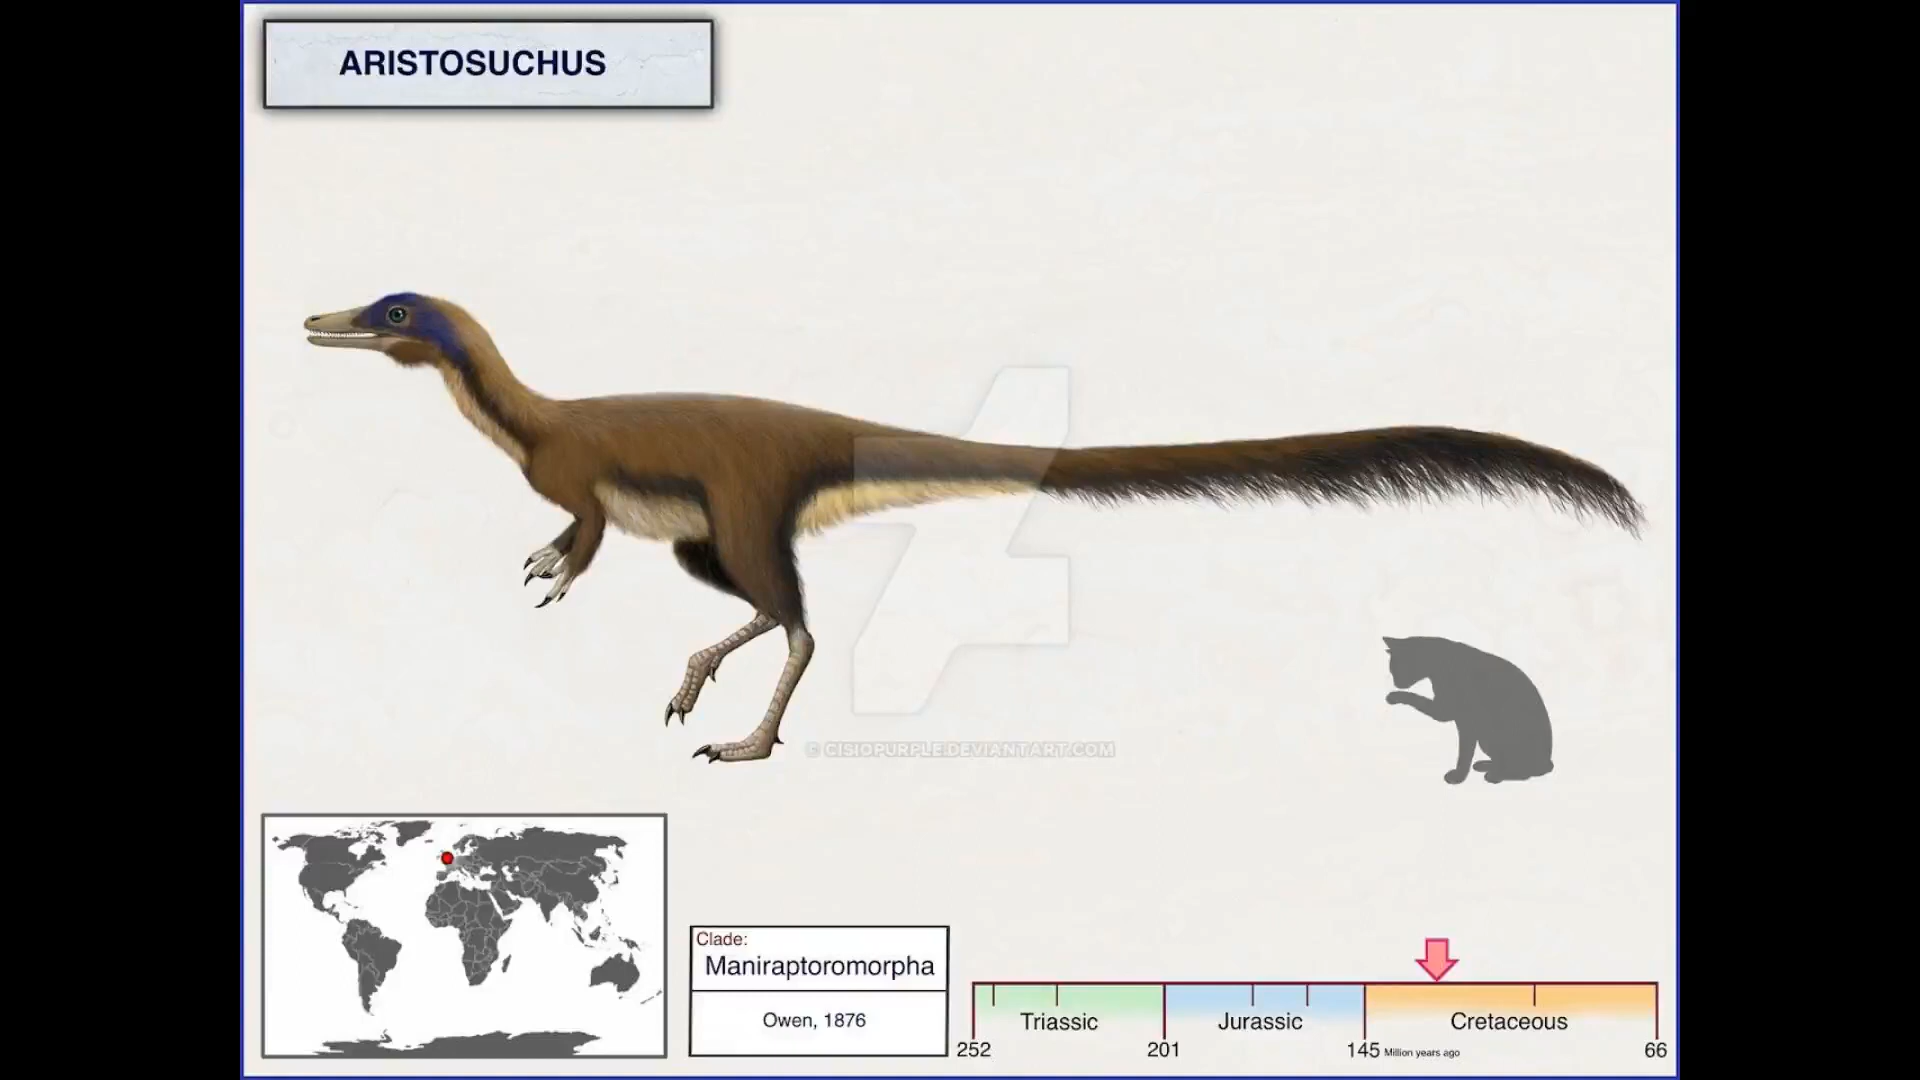 ARISTOSUCHUS
© CISIOPURPLE.DEVIANTART.COM
Clade:
Maniraptoromorpha
Owen, 1876
Triassic
Jurassic
Cretaceous
252
201
145 Million years ago
66